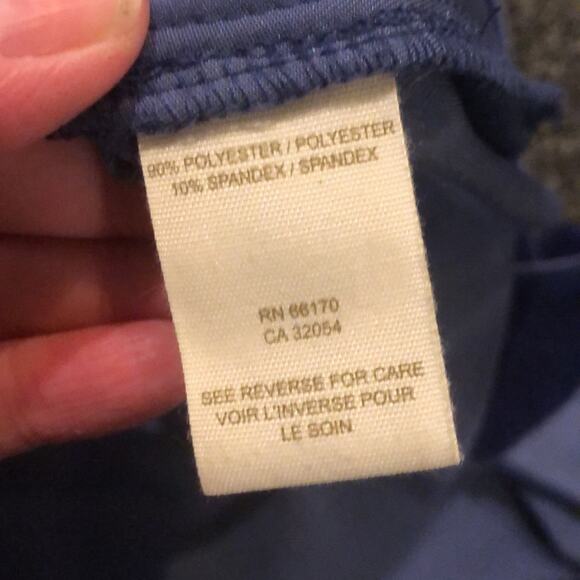 90% POLYESTER / POLYESTER
10% SPANDEX / SPANDEX
RN 66170
CA 32054
SEE REVERSE FOR CARE
VOIR L'INVERSE POUR
LE SOIN